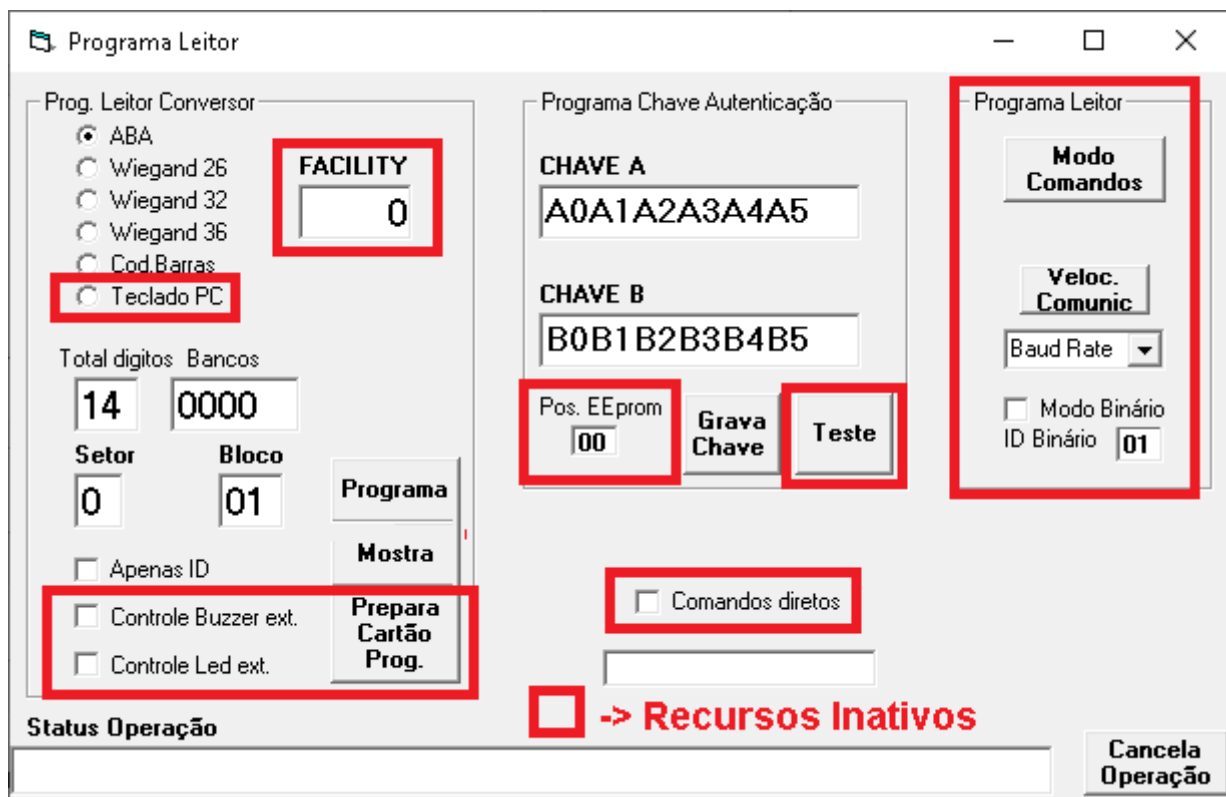 Programa Leitor
Prog. Leitor Conversor
ABA
Wiegand 26
Wiegand 32
Wiegand 36
Cod.Barras
Teclado PC
FACILITY
0
Total digitos Bancos
14 0000
Setor Bloco
0 01
Programa
Mostra
Prepara
Cartão
Prog.
Apenas ID
Controle Buzzer ext.
Controle Led ext.
Programa Chave Autenticação
CHAVE A
A0A1A2A3A4A5
CHAVE B
B0B1B2B3B4B5
Pos. EEprom
00
Grava
Chave
Teste
Programa Leitor
Modo
Comandos
Veloc.
Comunic
Baud Rate
Modo Binário
ID Binário 01
Comandos diretos
-> Recursos Inativos
Status Operação
Cancela
Operação